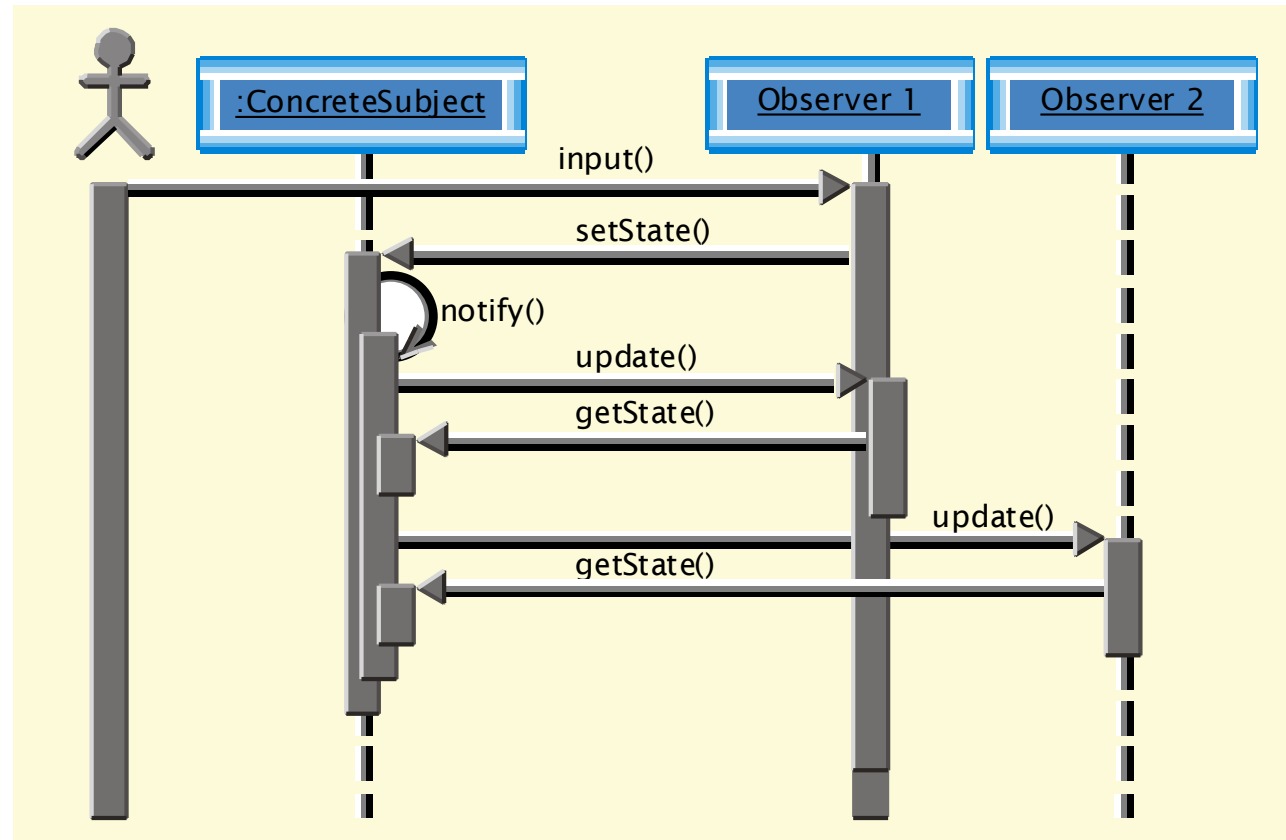 :ConcreteSubject
Observer 1
Observer 2
input()
setState()
notify()
update()
getState()
update()
getState()